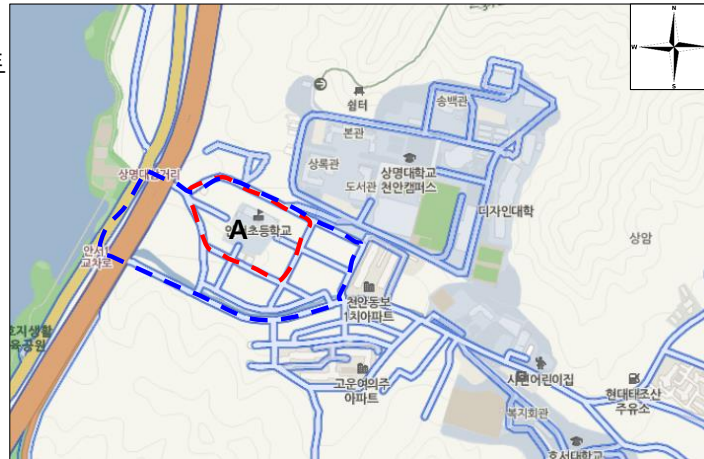 N
W
E
S
쉼터
송백관
본관
상록관
상명대학교
천안캠퍼스
도서관
디자인대학
상명대
거리
A
초등학교
안서
교차로
상암
천안동보
1차아파트
호지생활
공원
고운여의주
아파트
어린이집
현대태조산
주유소
복지회관
호서대학교